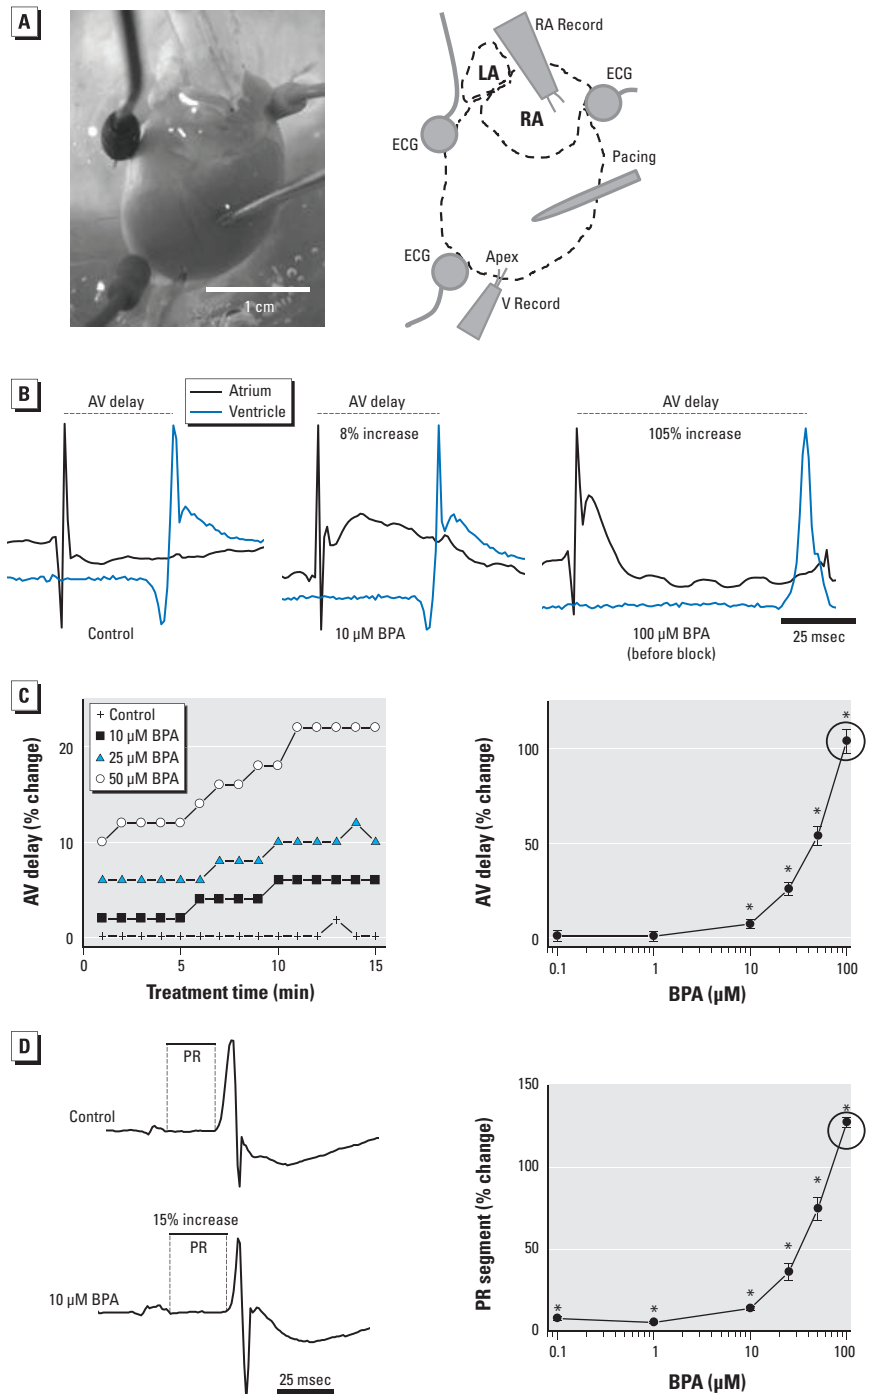 A
1 cm
RA Record
LA
ECG
RA
ECG
Pacing
ECG
Apex
V Record
B
Atrium
Ventricle
AV delay
AV delay
8% increase
AV delay
105% increase
Control
10 µM BPA
100 µM BPA
(before block)
25 msec
C
AV delay (% change)
20
10
0
Control
10 µM BPA
25 µM BPA
50 µM BPA
0
5
10
15
Treatment time (min)
AV delay (% change)
100
50
0
*
*
*
*
0.1
1
10
100
BPA (µM)
D
PR
Control
15% increase
PR
10 µM BPA
25 msec
PR segment (% change)
150
100
50
0
*
*
*
*
*
*
0.1
1
10
100
BPA (µM)